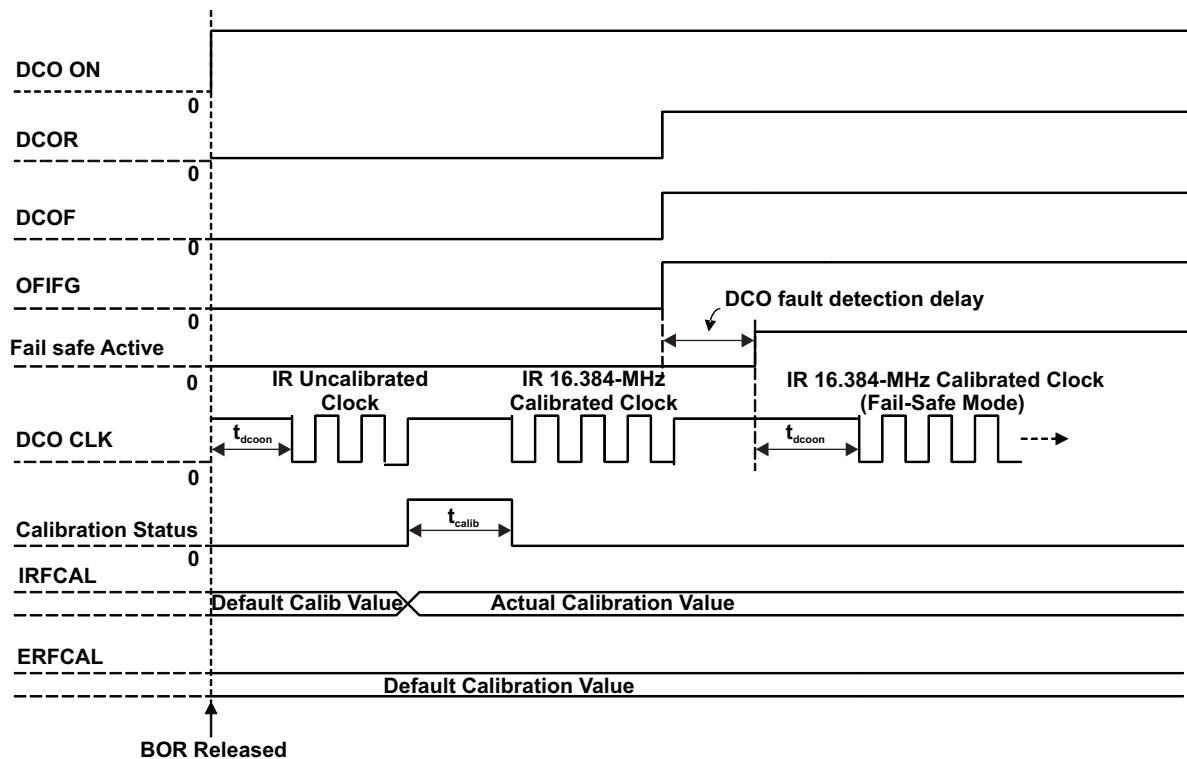 DCO ON
0
DCOR
0
DCOF
0
OFIFG
0
DCO fault detection delay
Fail safe Active
0
IR Uncalibrated
Clock
IR 16.384-MHz
Calibrated Clock
IR 16.384-MHz Calibrated Clock
(Fail-Safe Mode)
DCO CLK
0
tdcoon
tdcoon
Calibration Status
0
tcalib
IRFCAL
Default Calib Value
Actual Calibration Value
ERFCAL
Default Calibration Value
BOR Released